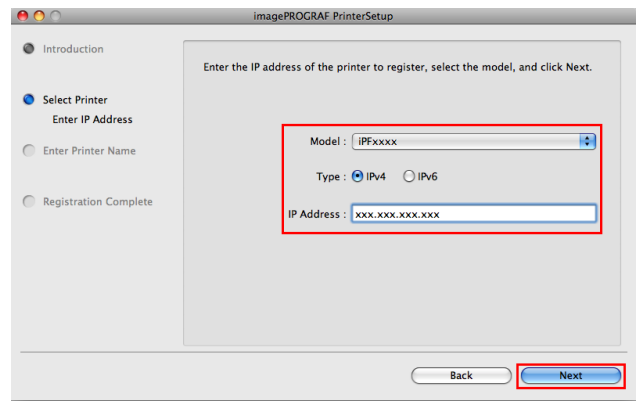 imagePROGRAF PrinterSetup
Introduction
Select Printer
Enter IP Address
Enter Printer Name
Registration Complete
Enter the IP address of the printer to register, select the model, and click Next.
Model : iPFxxxx
Type : IPv4 IPv6
IP Address : xxx.xxx.xxx.xxx
Back Next